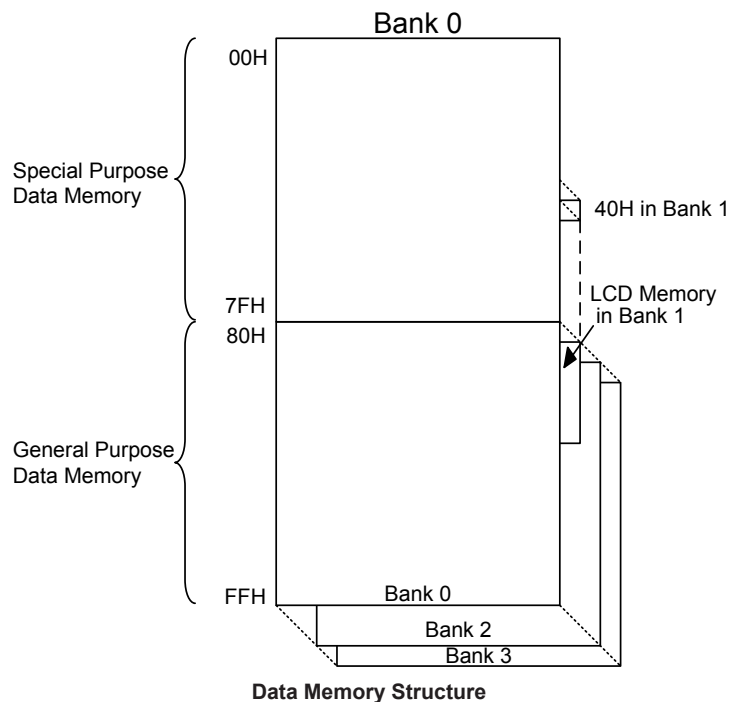 Bank 0
00H
Special Purpose
Data Memory
40H in Bank 1
7FH
LCD Memory
in Bank 1
80H
General Purpose
Data Memory
FFH
Bank 0
Bank 2
Bank 3
Data Memory Structure